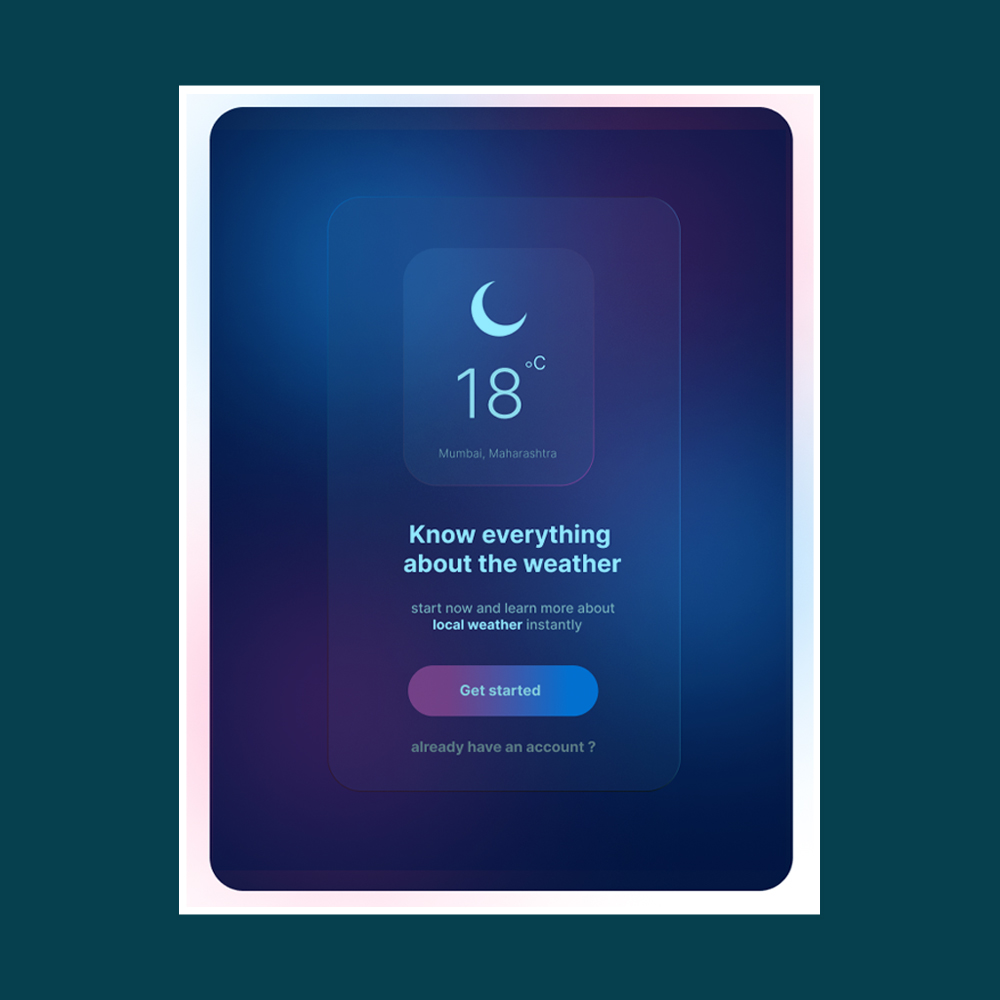 18°C
Mumbai, Maharashtra
Know everything
about the weather
start now and learn more about
local weather instantly
Get started
already have an account ?